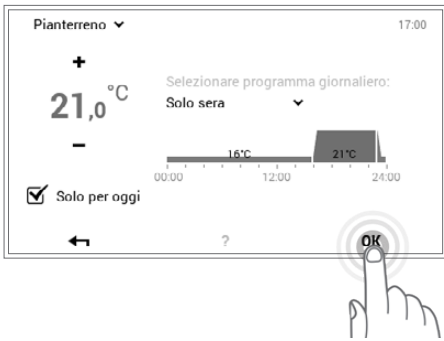 Pianterreno
17:00
+
21,0°C
−
Selezionare programma giornaliero:
Solo sera
16°C 21°C
00:00 12:00 24:00
Solo per oggi
? OK